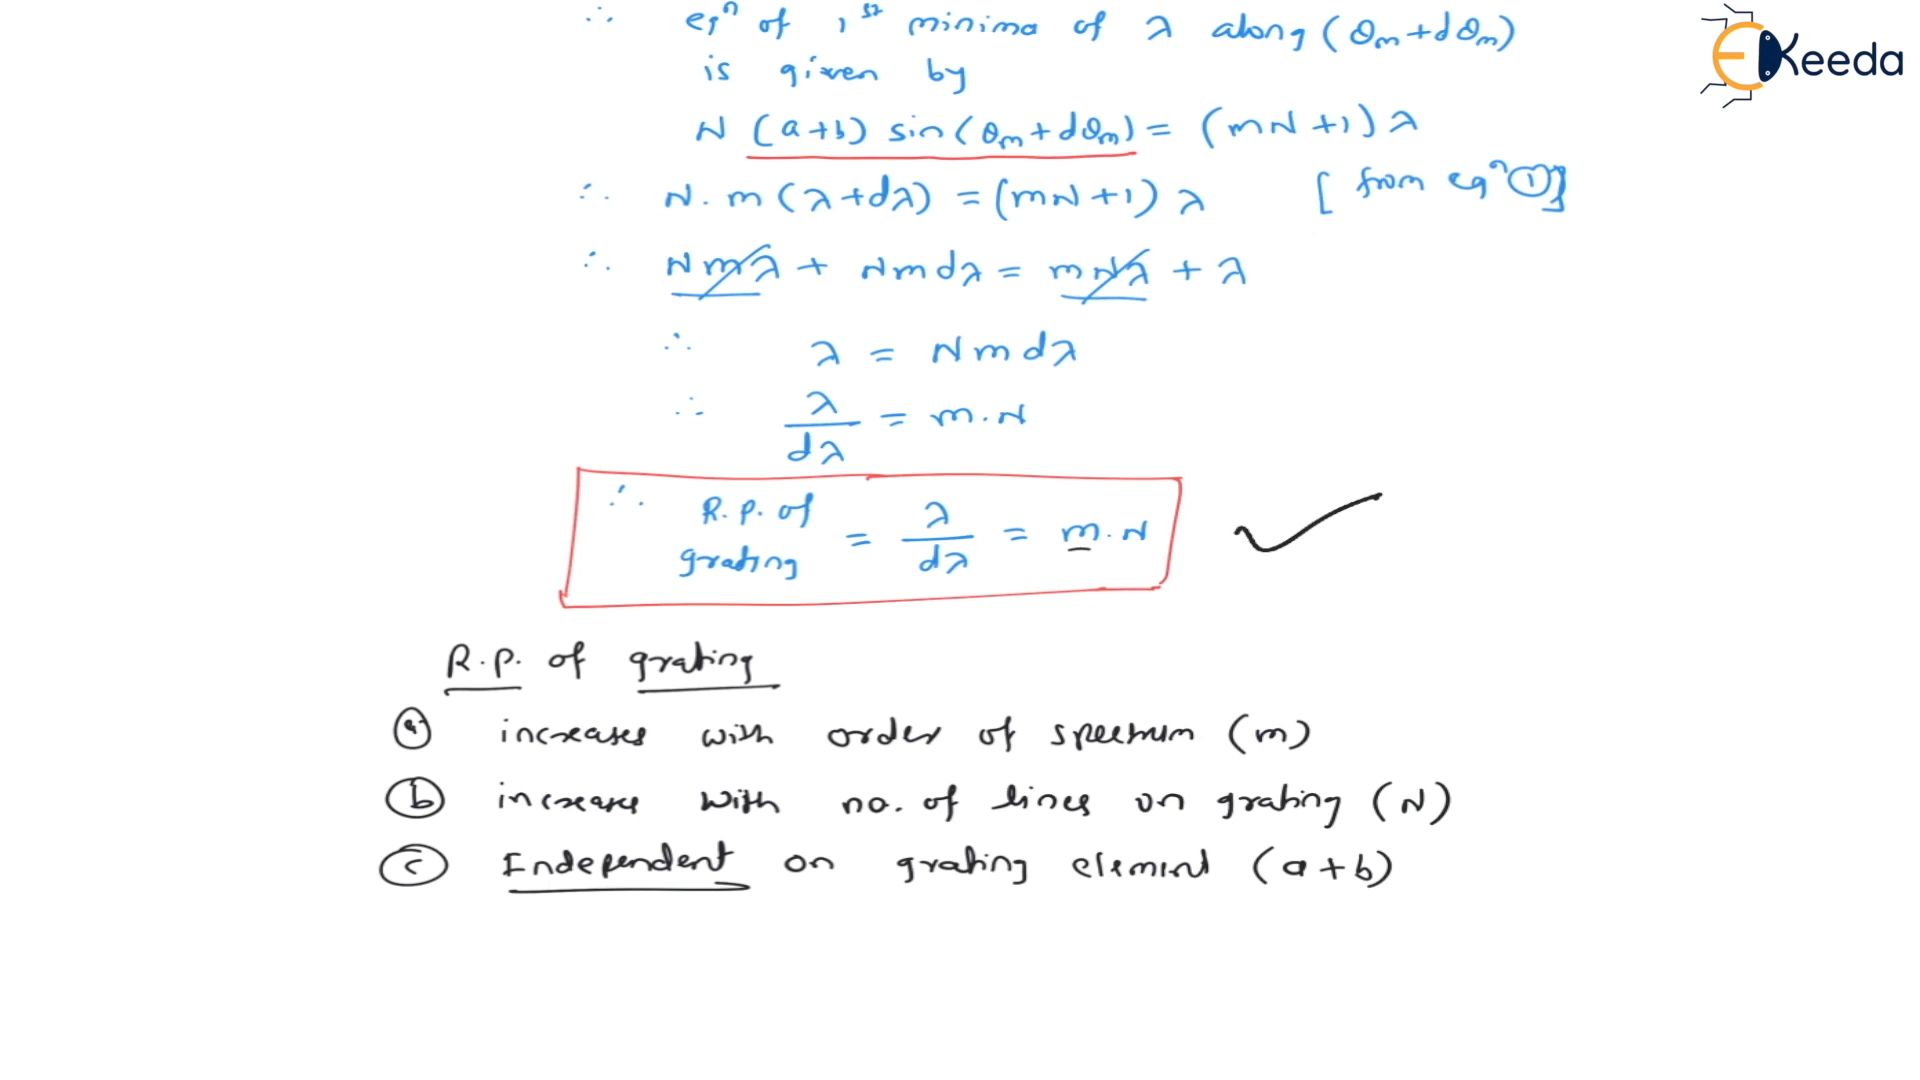 ∴ eqⁿ of 1st minima of λ along (θm+dθm)
EKeeda
is given by
N (a+b) sin(θm+dθm) = (mN+1) λ
∴ N.m(λ+dλ) = (mN+1) λ [from eqⁿ ①]
∴ Nmλ + Nmdλ = mNλ + λ
∴ λ = Nmdλ
∴ λ/dλ = m.N
∴ R.P. of grating = λ/dλ = m.N
R.P. of grating
ⓐ increases with order of spectrum (m)
ⓑ increases with no. of lines on grating (N)
ⓒ Independent on grating element (a+b)